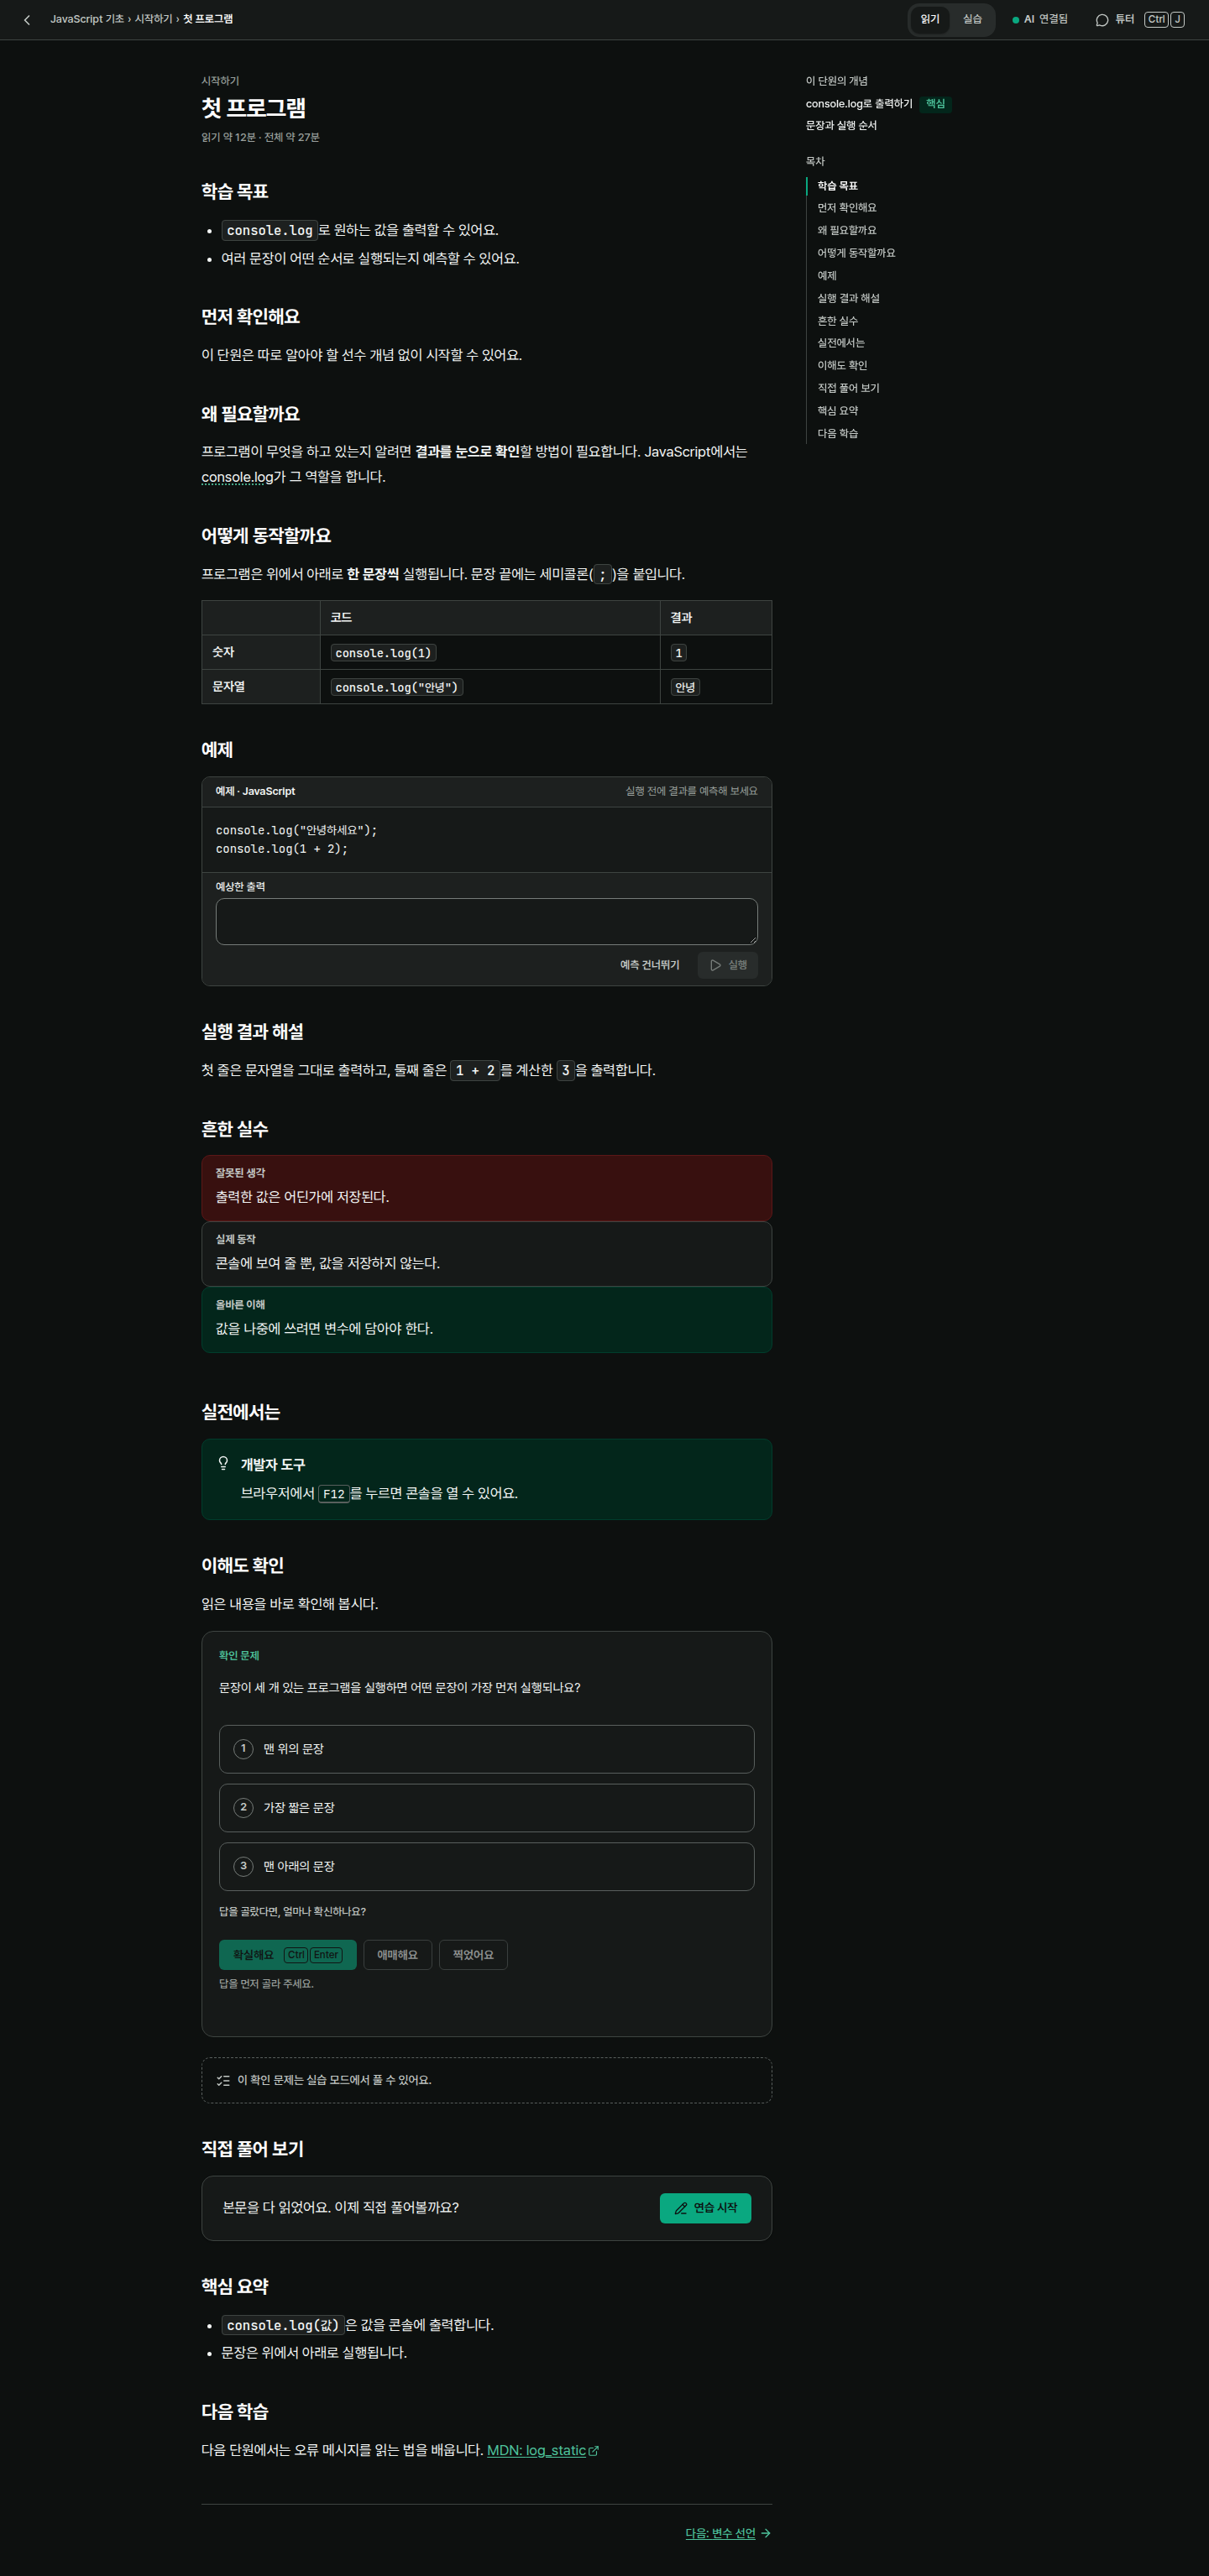 JavaScript 기초 › 시작하기 › 첫 프로그램
읽기 실습 AI 연결됨 튜터 Ctrl J
시작하기
첫 프로그램
읽기 약 12분 · 전체 약 27분
학습 목표
console.log로 원하는 값을 출력할 수 있어요.
여러 문장이 어떤 순서로 실행되는지 예측할 수 있어요.
먼저 확인해요
이 단원은 따로 알아야 할 선수 개념 없이 시작할 수 있어요.
왜 필요할까요
프로그램이 무엇을 하고 있는지 알려면 결과를 눈으로 확인할 방법이 필요합니다. JavaScript에서는
console.log가 그 역할을 합니다.
어떻게 동작할까요
프로그램은 위에서 아래로 한 문장씩 실행됩니다. 문장 끝에는 세미콜론(;)을 붙입니다.
코드 결과
숫자 console.log(1) 1
문자열 console.log("안녕") 안녕
예제
예제 · JavaScript 실행 전에 결과를 예측해 보세요
console.log("안녕하세요");
console.log(1 + 2);
예상한 출력
예측 건너뛰기 실행
실행 결과 해설
첫 줄은 문자열을 그대로 출력하고, 둘째 줄은 1 + 2를 계산한 3을 출력합니다.
흔한 실수
잘못된 생각
출력한 값은 어딘가에 저장된다.
실제 동작
콘솔에 보여 줄 뿐, 값을 저장하지 않는다.
올바른 이해
값을 나중에 쓰려면 변수에 담아야 한다.
실전에서는
개발자 도구
브라우저에서 F12를 누르면 콘솔을 열 수 있어요.
이해도 확인
읽은 내용을 바로 확인해 봅시다.
확인 문제
문장이 세 개 있는 프로그램을 실행하면 어떤 문장이 가장 먼저 실행되나요?
1 맨 위의 문장
2 가장 짧은 문장
3 맨 아래의 문장
답을 골랐다면, 얼마나 확신하나요?
확실해요 Ctrl Enter 애매해요 찍었어요
답을 먼저 골라 주세요.
이 확인 문제는 실습 모드에서 풀 수 있어요.
직접 풀어 보기
본문을 다 읽었어요. 이제 직접 풀어볼까요? 연습 시작
핵심 요약
console.log(값)은 값을 콘솔에 출력합니다.
문장은 위에서 아래로 실행됩니다.
다음 학습
다음 단원에서는 오류 메시지를 읽는 법을 배웁니다. MDN: log_static
다음: 변수 선언
이 단원의 개념
console.log로 출력하기 핵심
문장과 실행 순서
목차
학습 목표
먼저 확인해요
왜 필요할까요
어떻게 동작할까요
예제
실행 결과 해설
흔한 실수
실전에서는
이해도 확인
직접 풀어 보기
핵심 요약
다음 학습